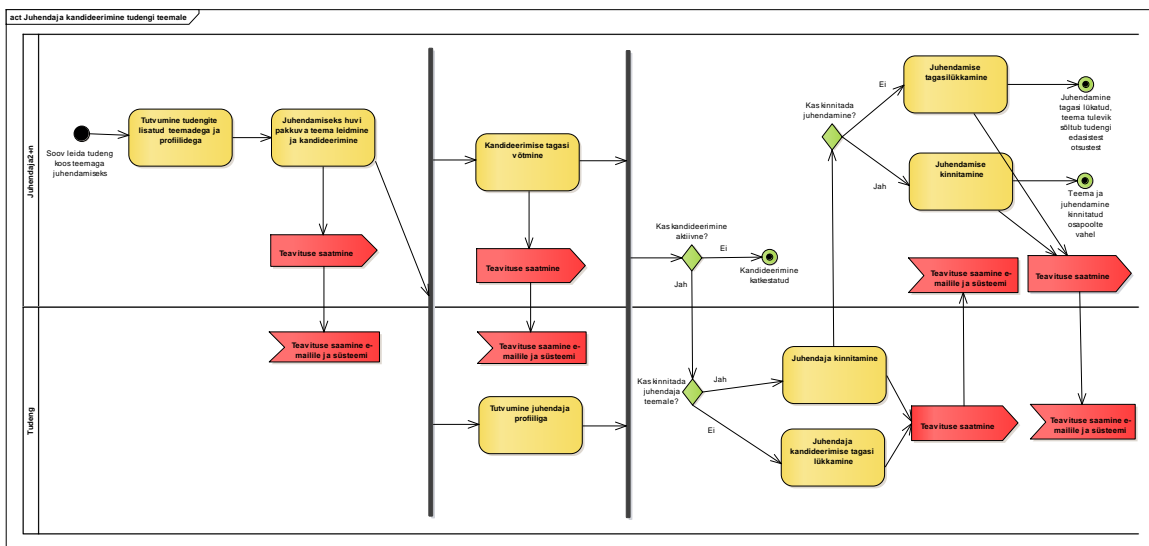 act Juhendaja kandideerimine tudengi teemale
Juhendaja2+n
Soov leida tudeng
koos teemaga
juhendamiseks
Tutvumine tudengite
lisatud teemadega ja
profiilidega
Juhendamiseks huvi
pakkuva teema leidmine
ja kandideerimine
Teavituse saatmine
Kandideerimise tagasi
võtmine
Teavituse saatmine
Kas kandideerimine
aktiivne?
Ei
Jah
Kandideerimine
katkestatud
Kas kinnitada
juhendamine?
Ei
Jah
Juhendamise
tagasilükkamine
Juhendamine
tagasi lükatud,
teema tulevik
sõltub tudengi
edasistest
otsustest
Juhendamise
kinnitamine
Teema ja
juhendamine
kinnitatud
osapoolte
vahel
Teavituse saamine e-
mailile ja süsteemi
Teavituse saatmine
Tudeng
Teavituse saamine e-
mailile ja süsteemi
Teavituse saamine e-
mailile ja süsteemi
Tutvumine juhendaja
profiiliga
Kas kinnitada
juhendaja
teemale?
Jah
Ei
Juhendaja kinnitamine
Juhendaja
kandideerimise tagasi
lükkamine
Teavituse saatmine
Teavituse saamine e-
mailile ja süsteemi